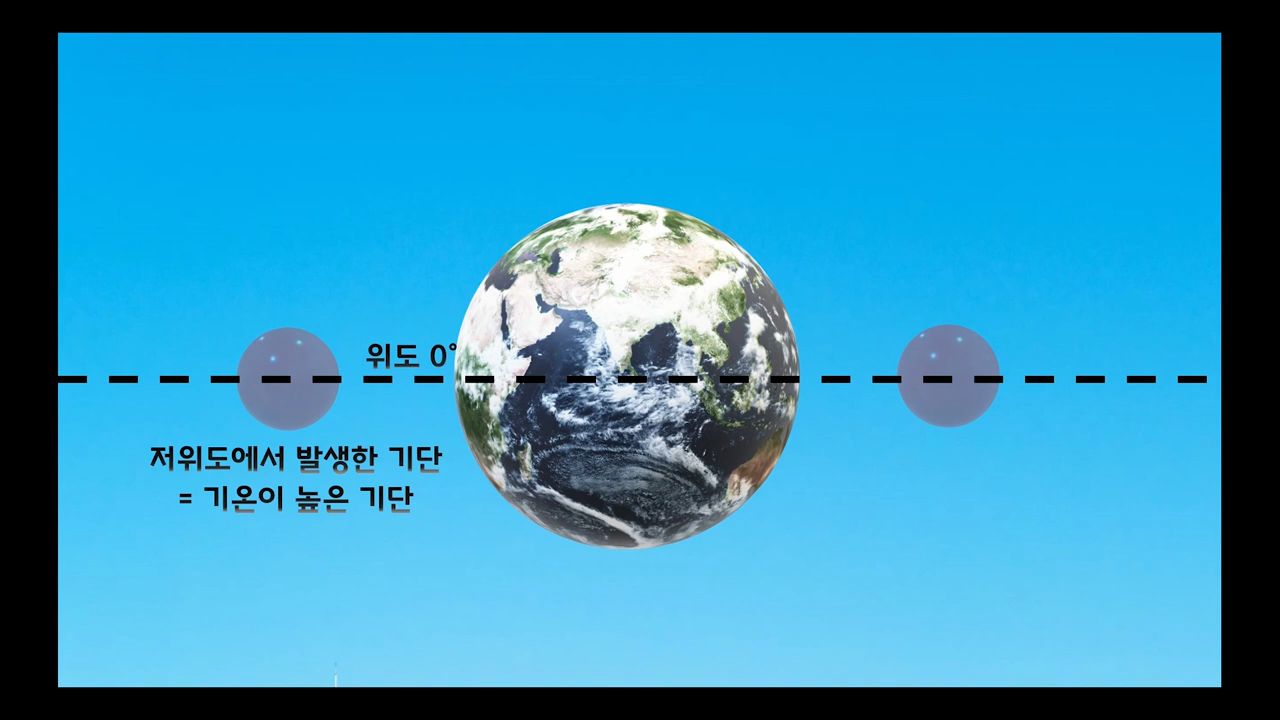 위도 0°
저위도에서 발생한 기단
= 기온이 높은 기단